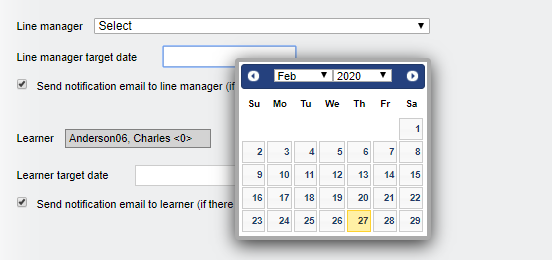 Line manager Select
Line manager target date
Feb 2020
Send notification email to line manager (if
Su Mo Tu We Th Fr Sa
1
Learner Anderson06, Charles <0>
2 3 4 5 6 7 8
Learner target date
9 10 11 12 13 14 15
16 17 18 19 20 21 22
Send notification email to learner (if there
23 24 25 26 27 28 29